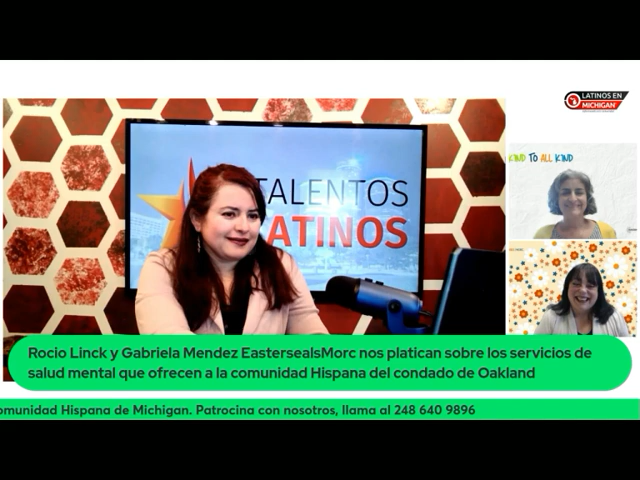 LATINOS EN
MICHIGAN
KIND TO ALL KIND
TALENTOS
LATINOS
Rocio Linck y Gabriela Mendez EastersealsMorc nos platican sobre los servicios de
salud mental que ofrecen a la comunidad Hispana del condado de Oakland
omunidad Hispana de Michigan. Patrocina con nosotros, llama al 248 640 9896